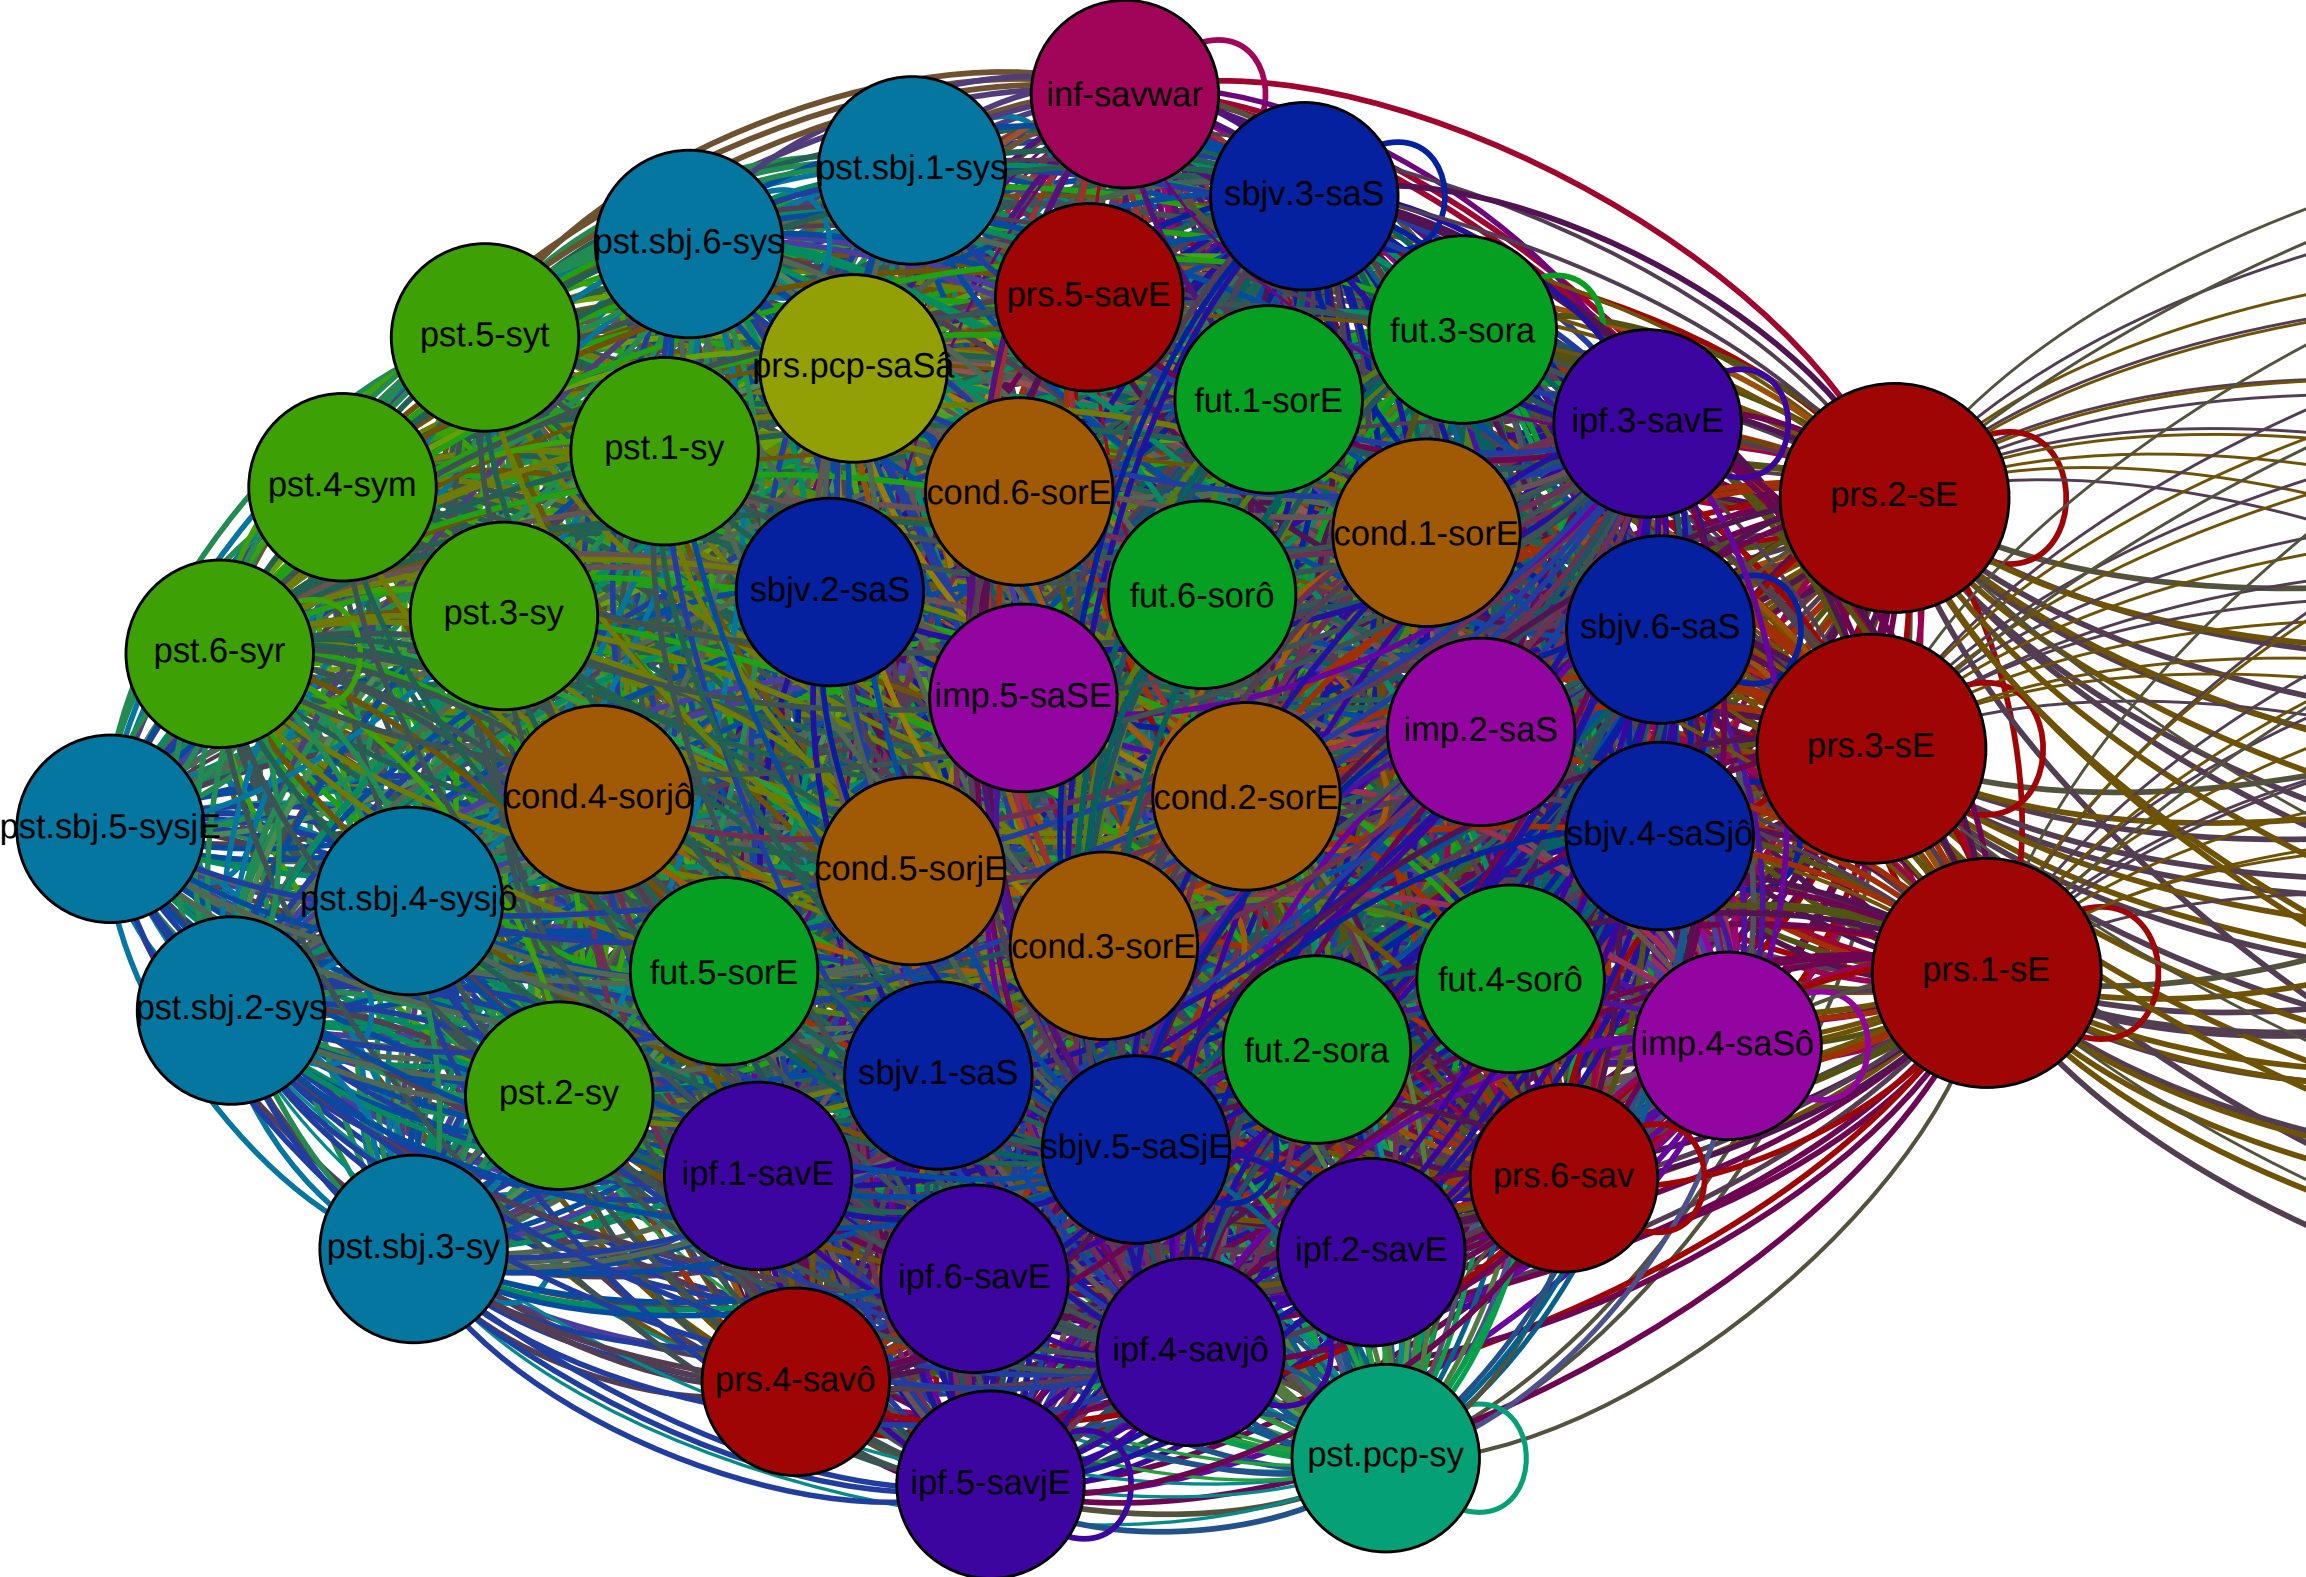 inf-savwar
pst.sbj.1-sys
sbjv.3-saS
pst.sbj.6-sys
prs.5-savE
pst.5-syt
fut.3-sora
prs.pcp-saSâ
fut.1-sorE
ipf.3-savE
pst.1-sy
pst.4-sym
cond.6-sorE
prs.2-sE
cond.1-sorE
sbjv.2-saS
fut.6-sorô
pst.3-sy
sbjv.6-saS
pst.6-syr
imp.5-saSE
imp.2-saS
prs.3-sE
cond.4-sorjô
cond.2-sorE
pst.sbj.5-sysjE
sbjv.4-saSjô
cond.5-sorjE
pst.sbj.4-sysjô
cond.3-sorE
fut.5-sorE
prs.1-sE
fut.4-sorô
pst.sbj.2-sys
fut.2-sora
imp.4-saSô
sbjv.1-saS
pst.2-sy
sbjv.5-saSjE
ipf.1-savE
prs.6-sav
pst.sbj.3-sy
ipf.2-savE
ipf.6-savE
ipf.4-savjô
prs.4-savô
pst.pcp-sy
ipf.5-savjE